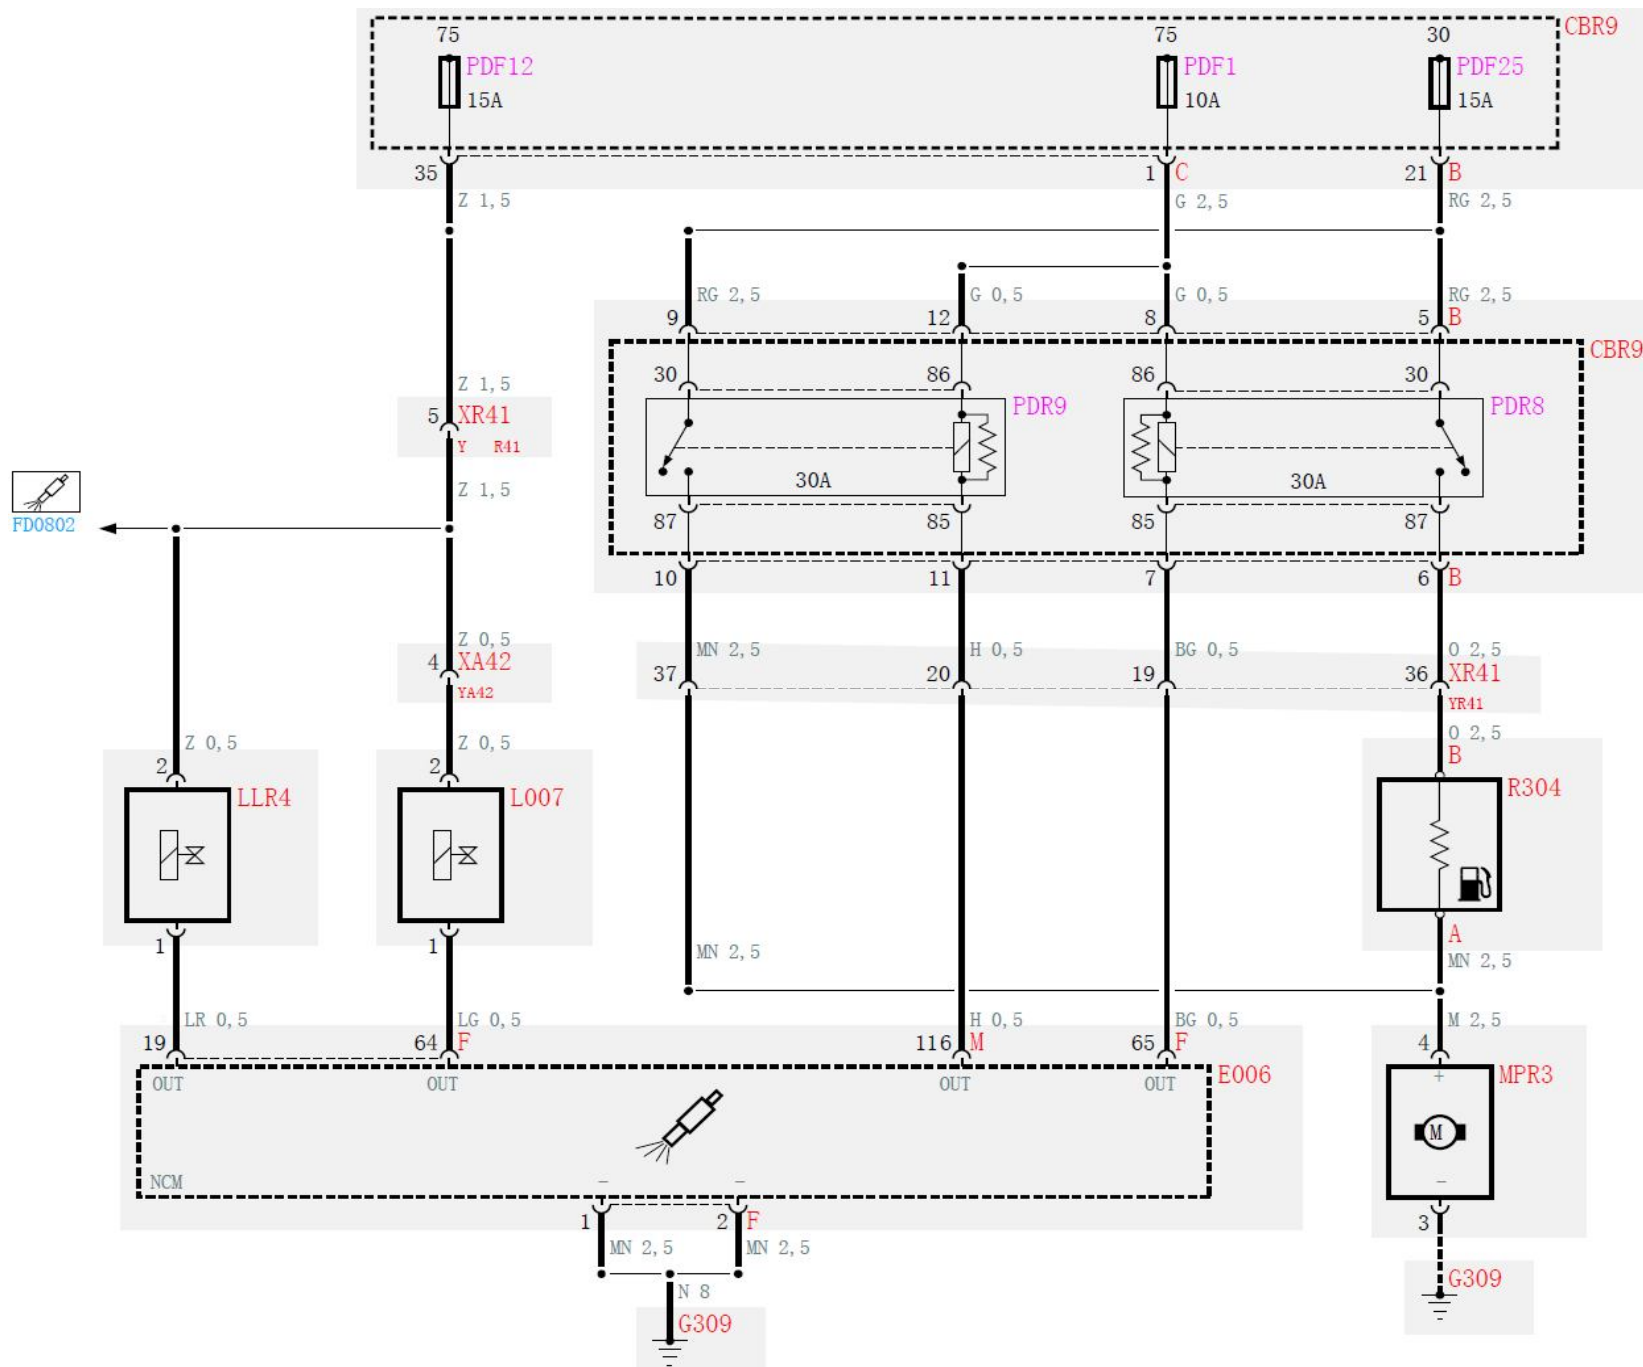 75 75 30 CBR9
PDF12 PDF1 PDF25
15A 10A 15A
35 1 C 21 B
Z 1,5 G 2,5 RG 2,5
RG 2,5 G 0,5 G 0,5 RG 2,5
9 12 8 5 B
CBR9
30 86 86 30
Z 1,5
5 XR41 PDR9 PDR8
Y R41
30A 30A
Z 1,5
FD0802 87 85 85 87
10 11 7 6 B
Z 0,5 MN 2,5 H 0,5 BG 0,5 O 2,5
4 XA42 37 20 19 36 XR41
YA42 YR41
Z 0,5 Z 0,5 O 2,5
2 2 B
LLR4 L007 R304
1 1 A
MN 2,5 MN 2,5
LR 0,5 LG 0,5 H 0,5 BG 0,5 M 2,5
19 64 F 116 M 65 F 4
OUT OUT OUT OUT E006 + MPR3
M
NCM - - -
1 2 F 3
MN 2,5 MN 2,5
N 8 G309
G309